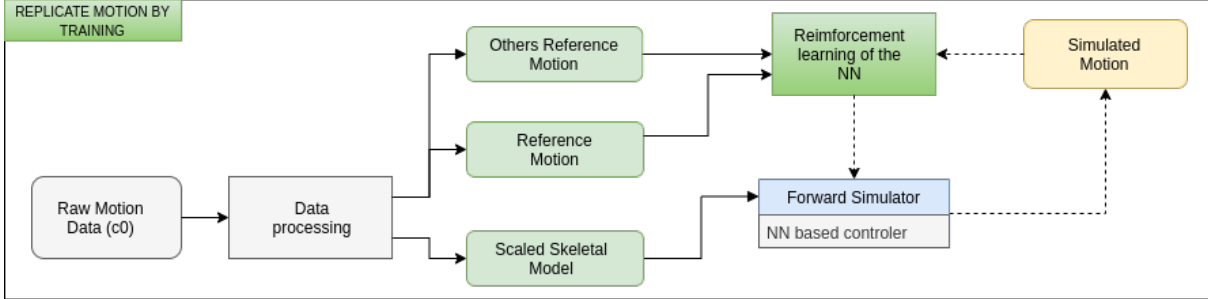 REPLICATE MOTION BY
TRAINING
Others Reference
Motion
Reimforcement
learning of the
NN
Simulated
Motion
Reference
Motion
Raw Motion
Data (c0)
Data
processing
Forward Simulator
NN based controler
Scaled Skeletal
Model